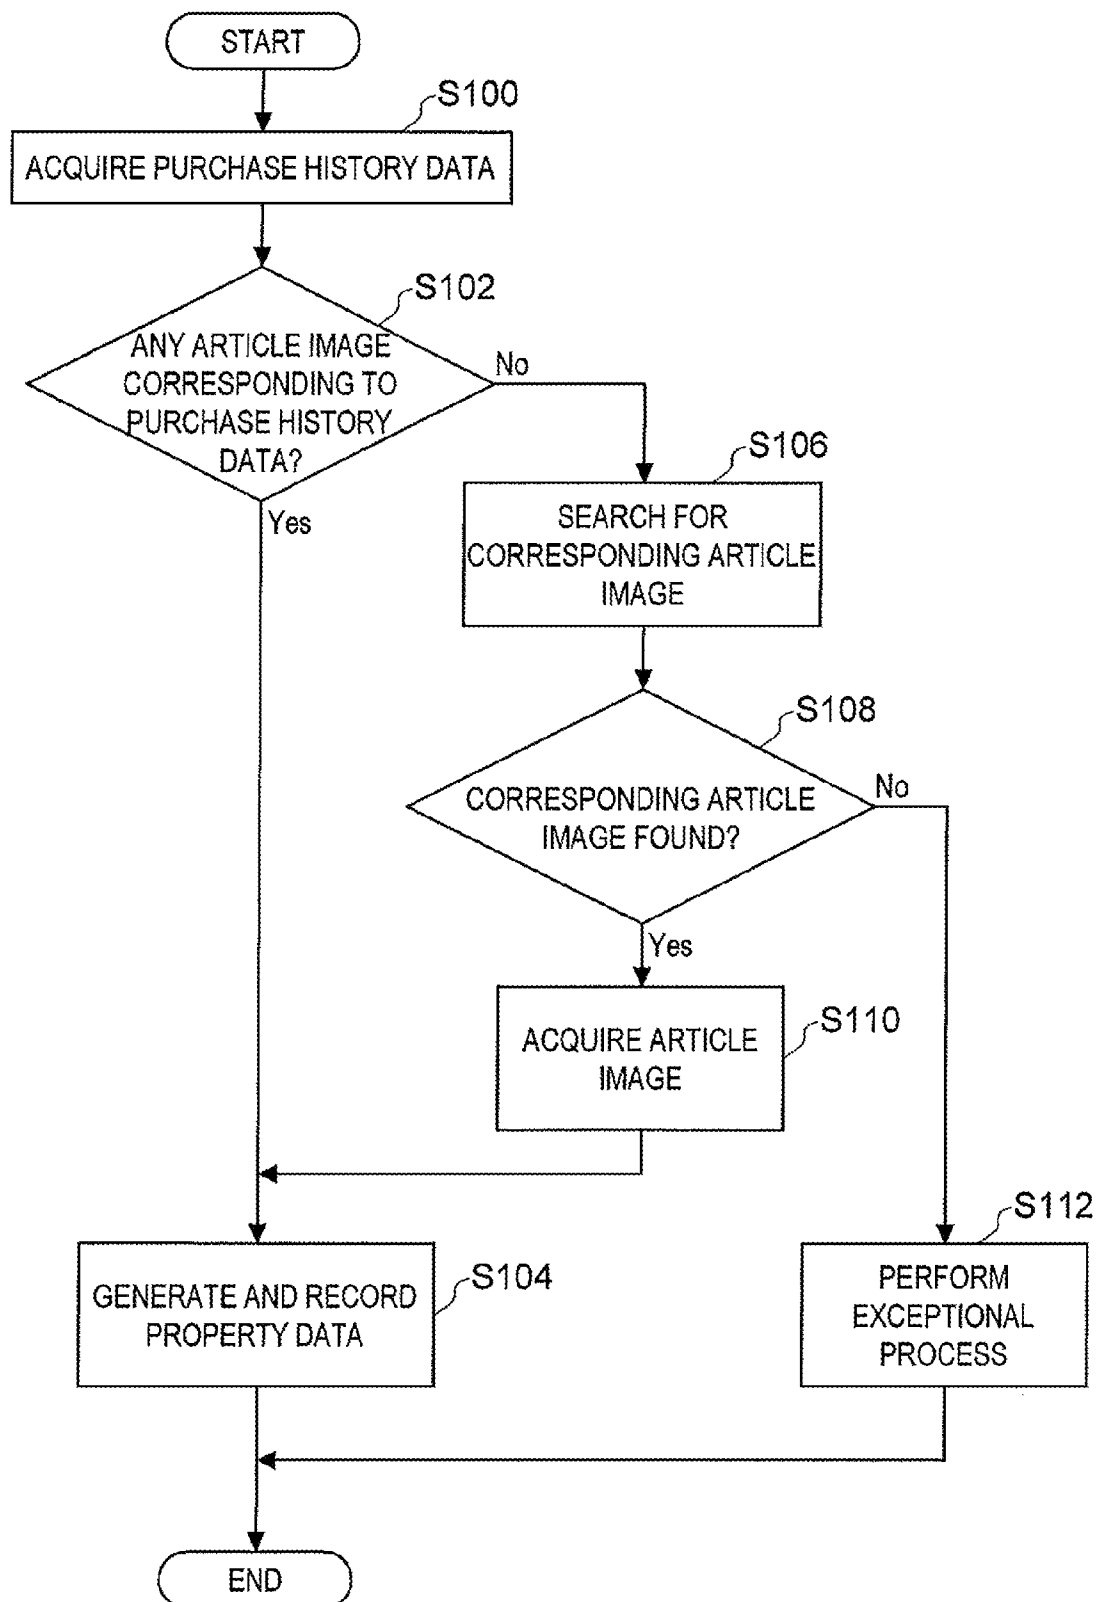 START
S100
ACQUIRE PURCHASE HISTORY DATA
S102
ANY ARTICLE IMAGE
CORRESPONDING TO
PURCHASE HISTORY
DATA?
No
Yes
S106
SEARCH FOR
CORRESPONDING ARTICLE
IMAGE
S108
CORRESPONDING ARTICLE
IMAGE FOUND?
No
Yes
S110
ACQUIRE ARTICLE
IMAGE
S104
GENERATE AND RECORD
PROPERTY DATA
S112
PERFORM
EXCEPTIONAL
PROCESS
END